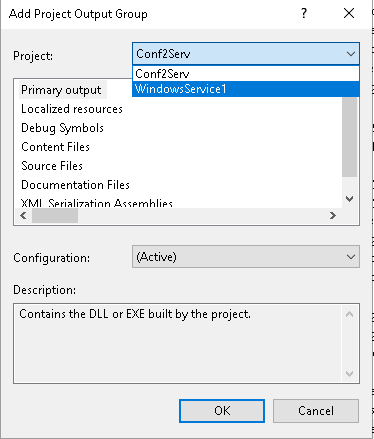 Add Project Output Group
?
Project:
Conf2Serv
Conf2Serv
WindowsService1
Primary output
Localized resources
Debug Symbols
Content Files
Source Files
Documentation Files
XML Serialization Assemblies
Configuration:
(Active)
Description:
Contains the DLL or EXE built by the project.
OK
Cancel